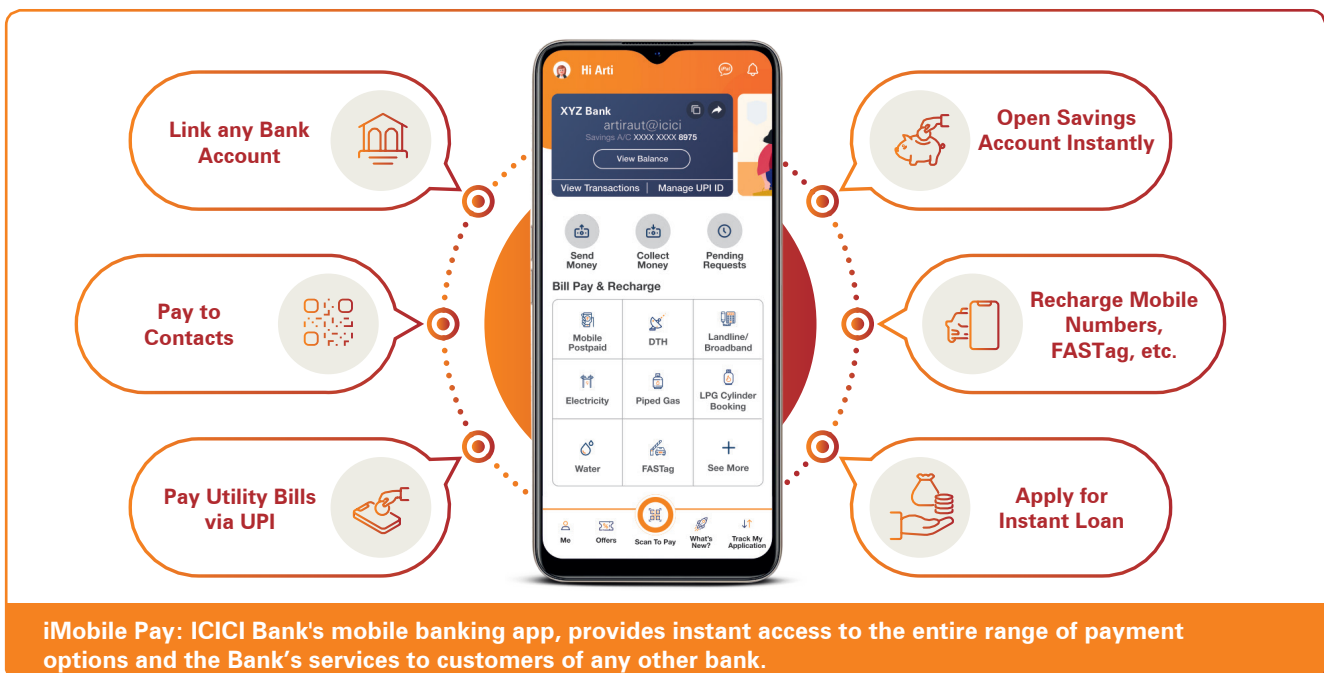 Link any Bank
Account
Pay to
Contacts
Pay Utility Bills
via UPI
Hi Arti
iPal
XYZ Bank
artiraut@icici
Savings A/C XXXX XXXX 8975
View Balance
View Transactions | Manage UPI ID
Send
Money
Collect
Money
Pending
Requests
Bill Pay & Recharge
Mobile
Postpaid
DTH
Landline/
Broadband
Electricity
Piped Gas
LPG Cylinder
Booking
Water
FASTag
See More
Me
Offers
Scan To Pay
What's
New?
Track My
Application
Open Savings
Account Instantly
Recharge Mobile
Numbers,
FASTag, etc.
Apply for
Instant Loan
iMobile Pay: ICICI Bank's mobile banking app, provides instant access to the entire range of payment
options and the Bank’s services to customers of any other bank.